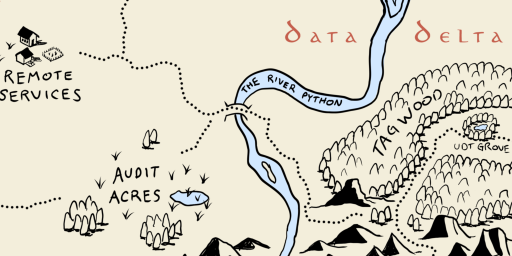 DATA DELTA
THE RIVER PYTHON
REMOTE
SERVICES
TAGWOOD
UDT GROVE
AUDIT
ACRES